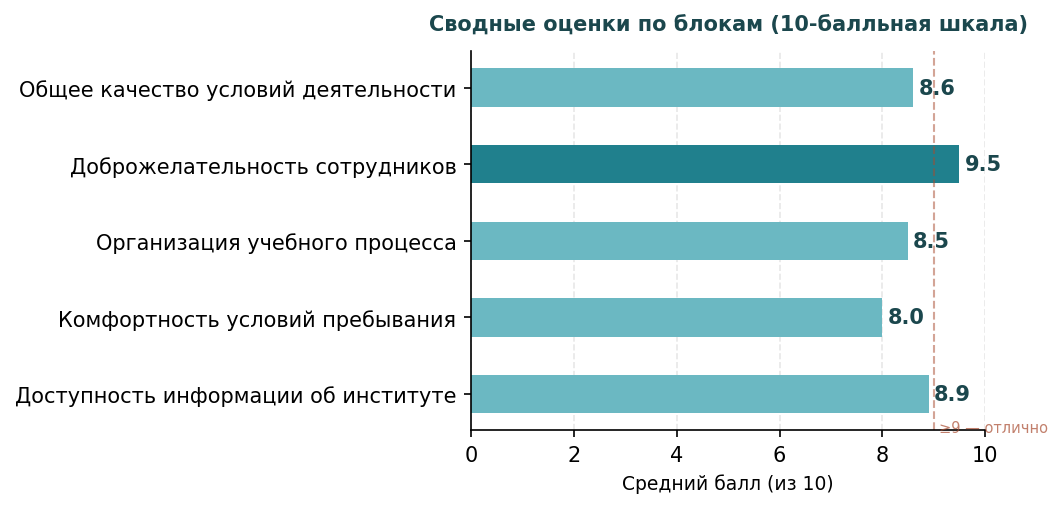 Сводные оценки по блокам (10-балльная шкала)
Общее качество условий деятельности
8.6
Доброжелательность сотрудников
9.5
Организация учебного процесса
8.5
Комфортность условий пребывания
8.0
Доступность информации об институте
8.9
≥9 — отлично
0 2 4 6 8 10
Средний балл (из 10)